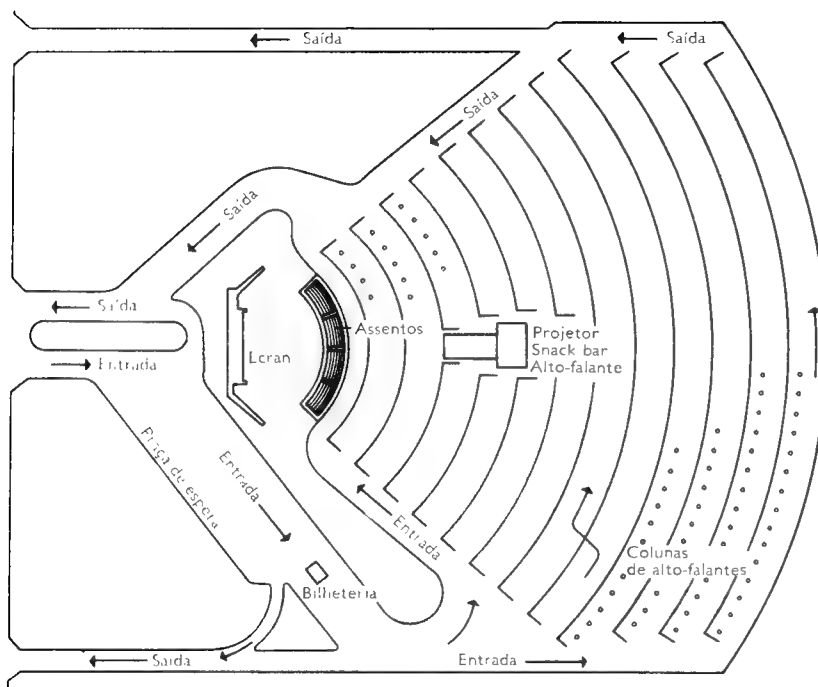 Saída
Saída
Saída
Saída
Saída
Assentos
Ecran
Projetor
Snack bar
Alto-falante
Entrada
Praça de espera
Entrada
Entrada
Colunas
de alto-falantes
Bilheteria
Saída
Entrada